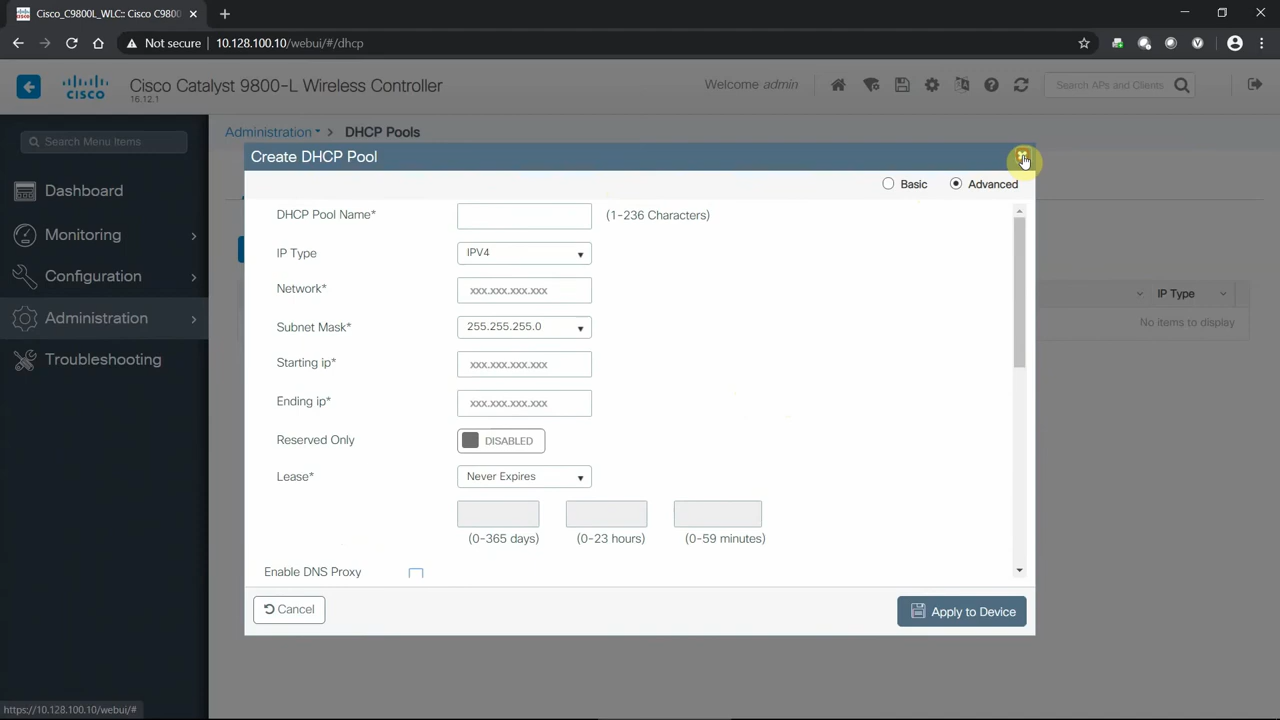 Cisco_C9800L_WLC:: Cisco C9800
Not secure | 10.128.100.10/webui/#/dhcp
CISCO
Cisco Catalyst 9800-L Wireless Controller
16.12.1
Welcome admin
Search APs and Clients
Search Menu Items
Dashboard
Monitoring
Configuration
Administration
Troubleshooting
Administration > DHCP Pools
IP Type
No items to display
Create DHCP Pool
Basic
Advanced
DHCP Pool Name*
(1-236 Characters)
IP Type
IPV4
Network*
xxx.xxx.xxx.xxx
Subnet Mask*
255.255.255.0
Starting ip*
xxx.xxx.xxx.xxx
Ending ip*
xxx.xxx.xxx.xxx
Reserved Only
DISABLED
Lease*
Never Expires
(0-365 days)
(0-23 hours)
(0-59 minutes)
Enable DNS Proxy
Cancel
Apply to Device
https://10.128.100.10/webui/#